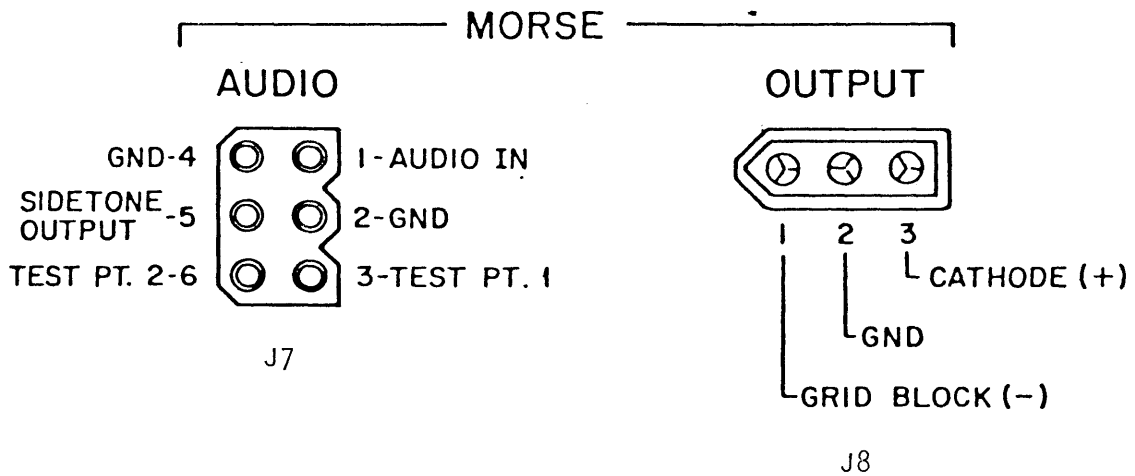 MORSE
AUDIO
GND-4
1-AUDIO IN
SIDETONE
OUTPUT -5
2-GND
TEST PT. 2-6
3-TEST PT. 1
J7
OUTPUT
1 2 3
CATHODE (+)
GND
GRID BLOCK (-)
J8